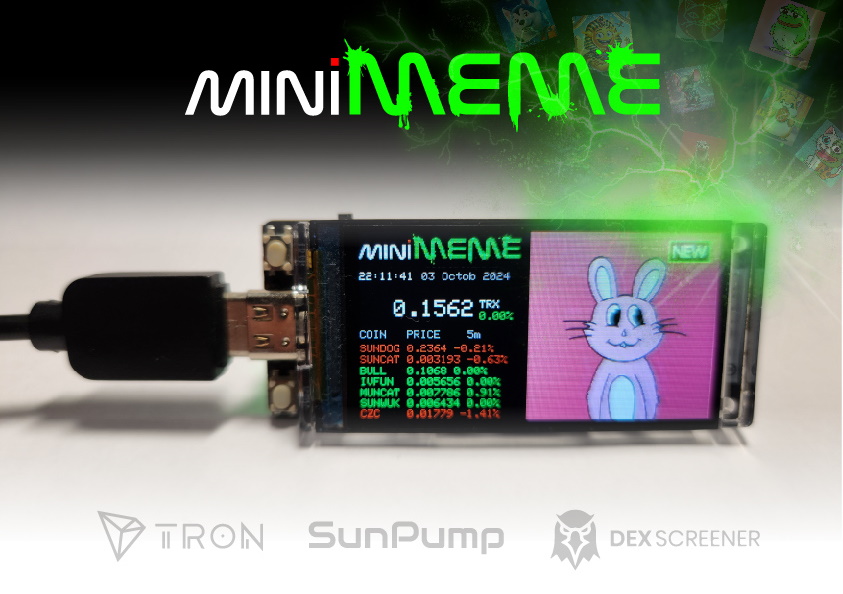 MINiMEME
MINiMEME
22:11:41 03 Octob 2024
0.1562 TRX
0.00%
COIN PRICE 5m
SUNDOG 0.2364 -0.21%
SUNCAT 0.003193 -0.63%
BULL 0.1068 0.00%
IVFUN 0.005656 0.00%
MUNCAT 0.007786 0.91%
SUNWUK 0.006434 0.00%
CZC 0.01779 -1.41%
NEW
TRON
SunPump
DEX SCREENER